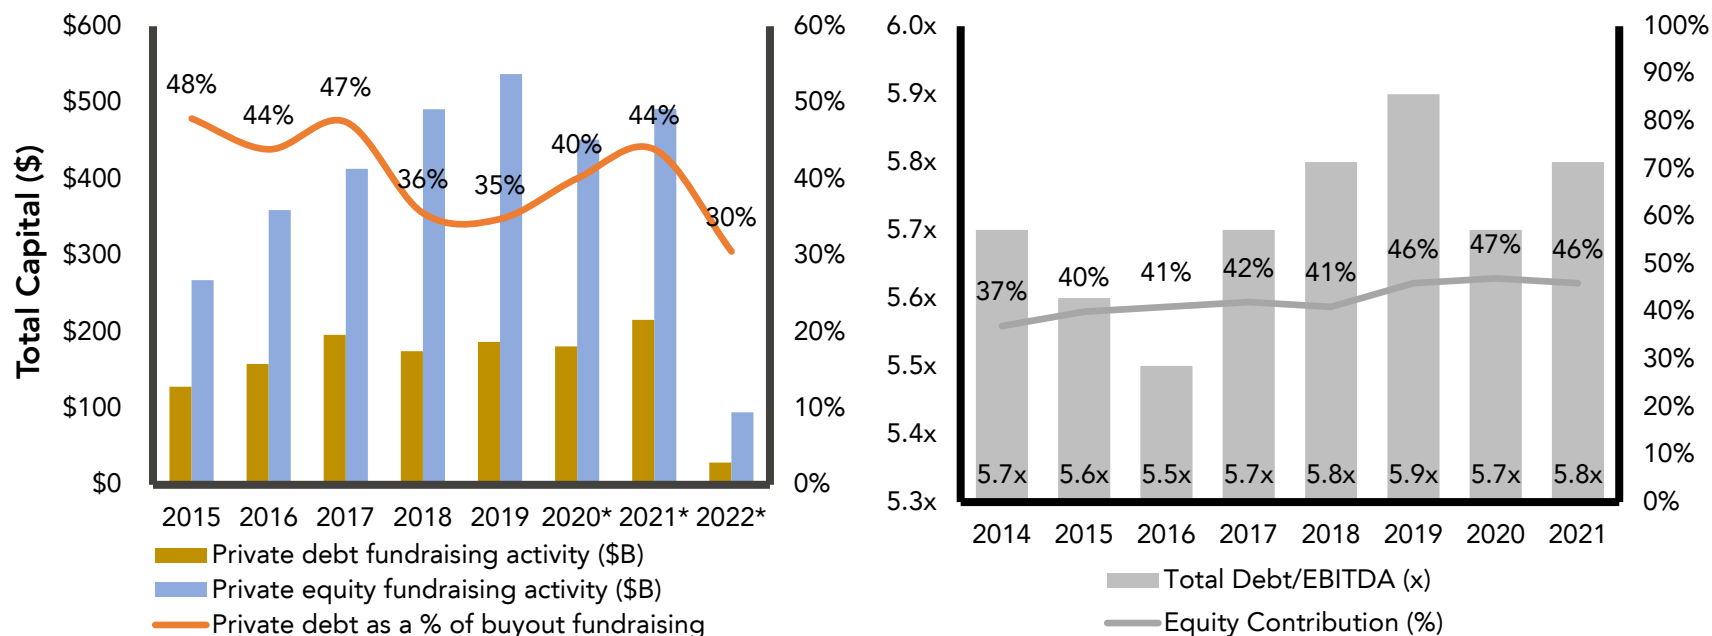 $600
$500
$400
$300
$200
$100
$0
Total Capital ($)
60%
50%
40%
30%
20%
10%
0%
48%
44%
47%
36%
35%
40%
44%
30%
2015 2016 2017 2018 2019 2020* 2021* 2022*
Private debt fundraising activity ($B)
Private equity fundraising activity ($B)
Private debt as a % of buyout fundraising
6.0x
5.9x
5.8x
5.7x
5.6x
5.5x
5.4x
5.3x
100%
90%
80%
70%
60%
50%
40%
30%
20%
10%
0%
37%
40%
41%
42%
41%
46%
47%
46%
5.7x 5.6x 5.5x 5.7x 5.8x 5.9x 5.7x 5.8x
2014 2015 2016 2017 2018 2019 2020 2021
Total Debt/EBITDA (x)
Equity Contribution (%)